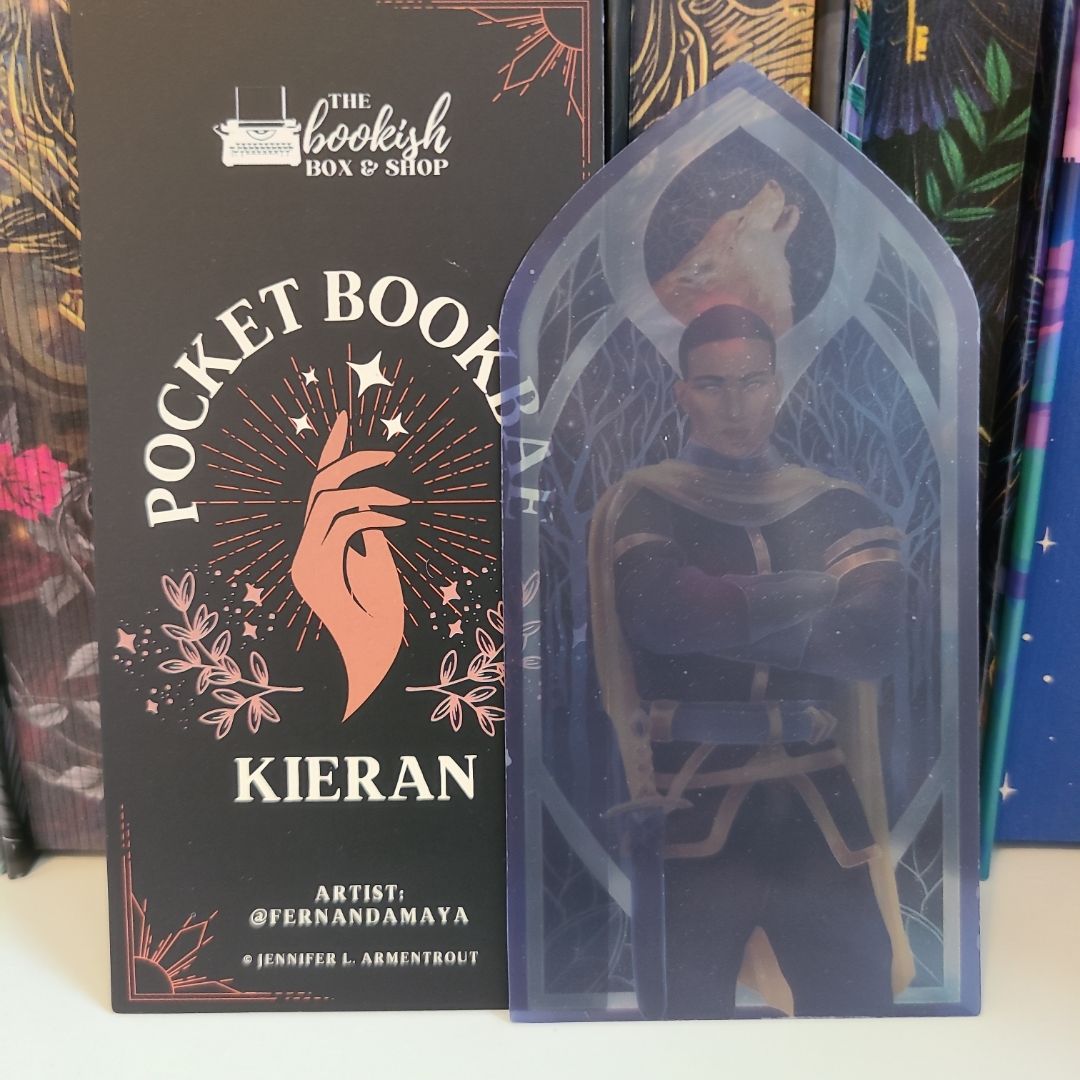 THE
bookish
BOX & SHOP
POCKET BOOKBAE
KIERAN
ARTIST:
@FERNANDAMAYA
© JENNIFER L. ARMENTROUT